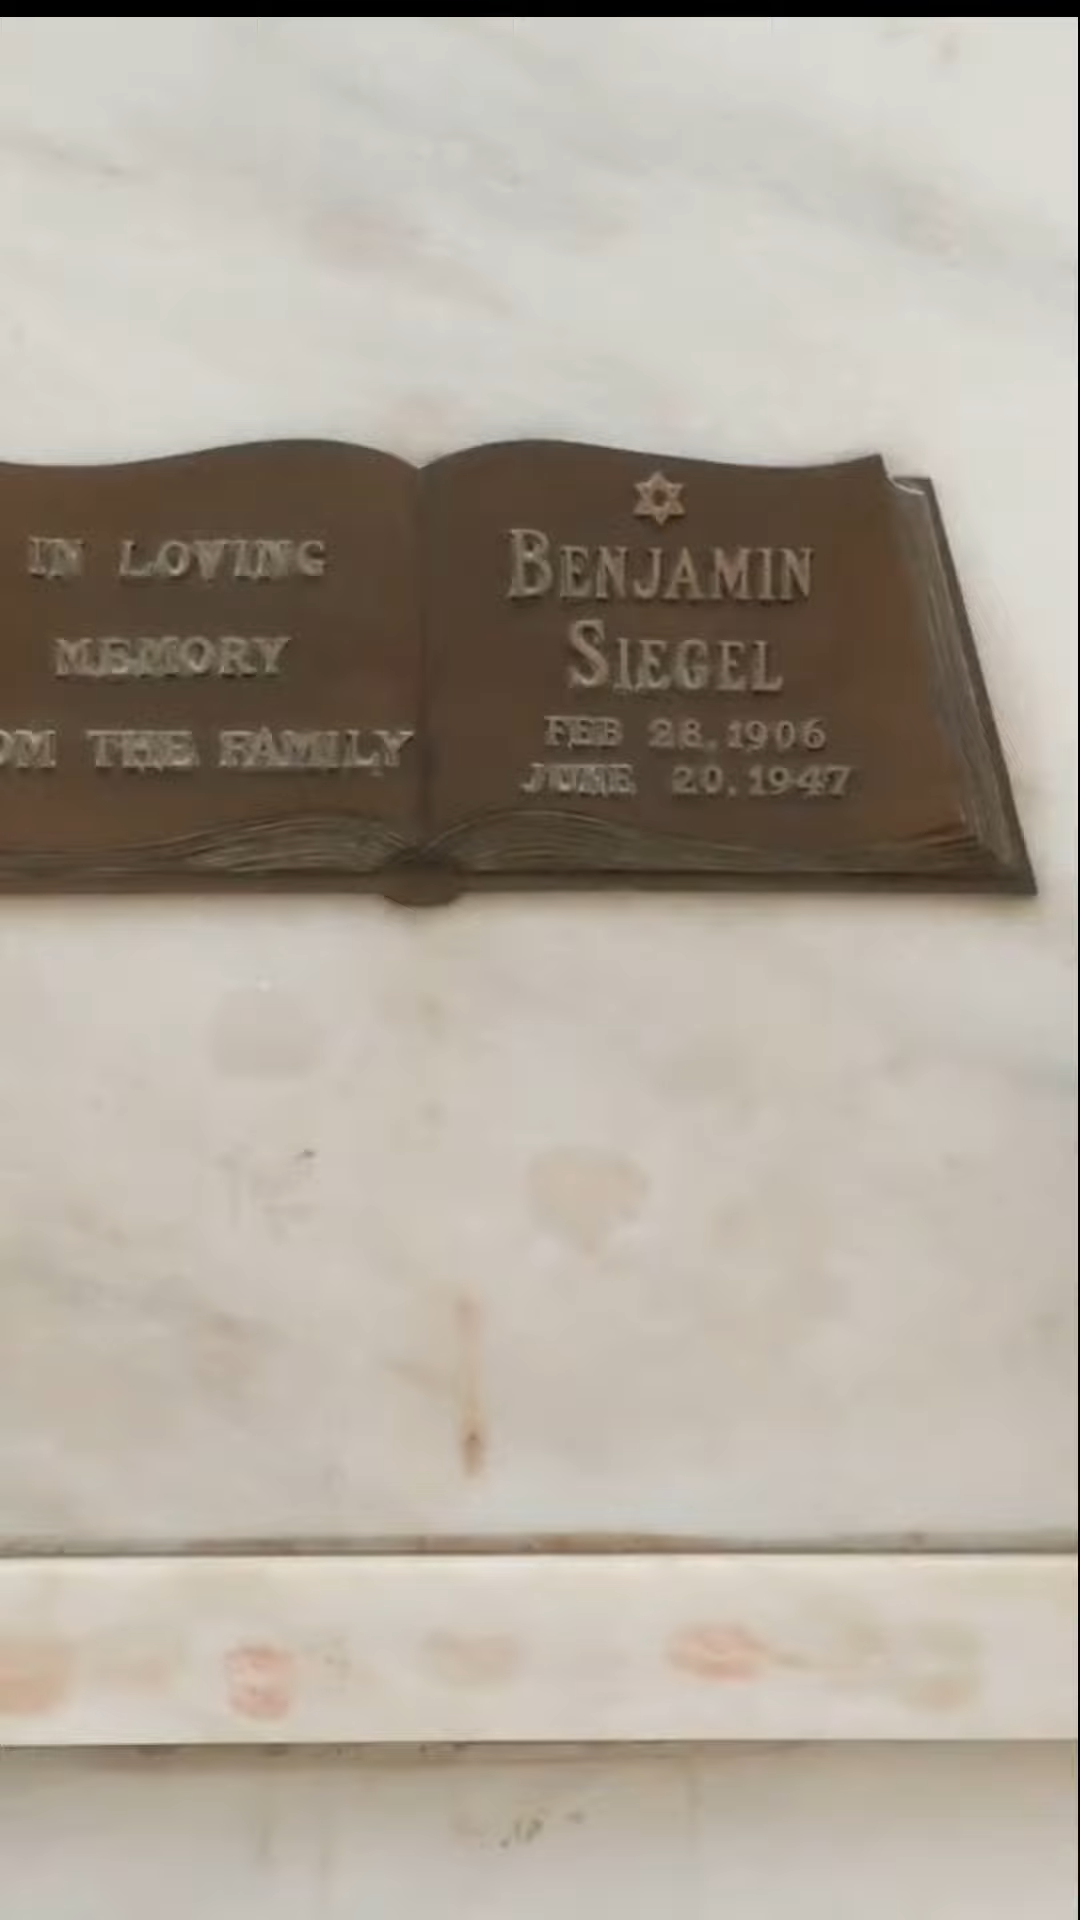 IN LOVING
MEMORY
OM THE FAMILY
BENJAMIN
SIEGEL
FEB 28, 1906
JUNE 20, 1947